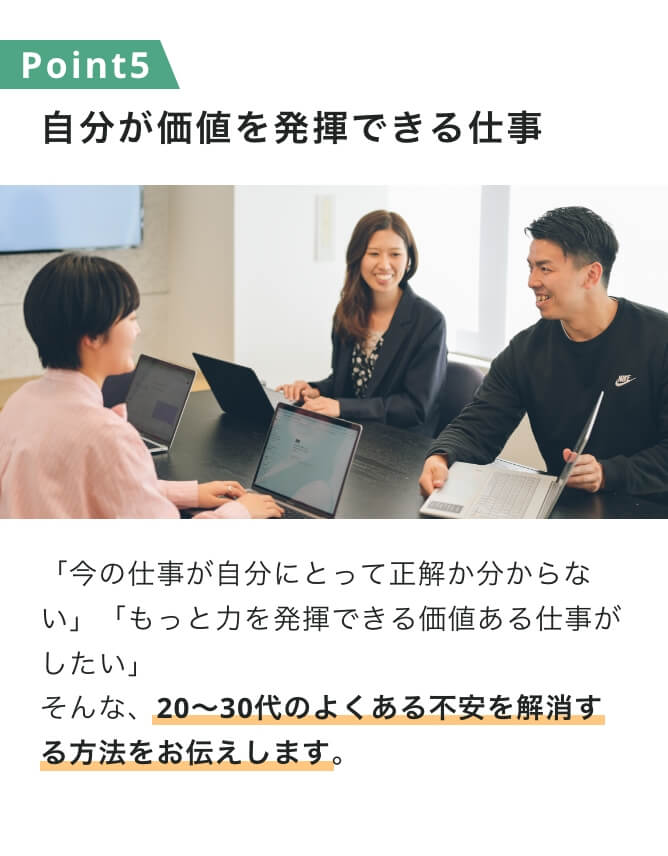 Point5
自分が価値を発揮できる仕事
NIKE
「今の仕事が自分にとって正解か分からな
い」「もっと力を発揮できる価値ある仕事が
したい」
そんな、20〜30代のよくある不安を解消す
る方法をお伝えします。